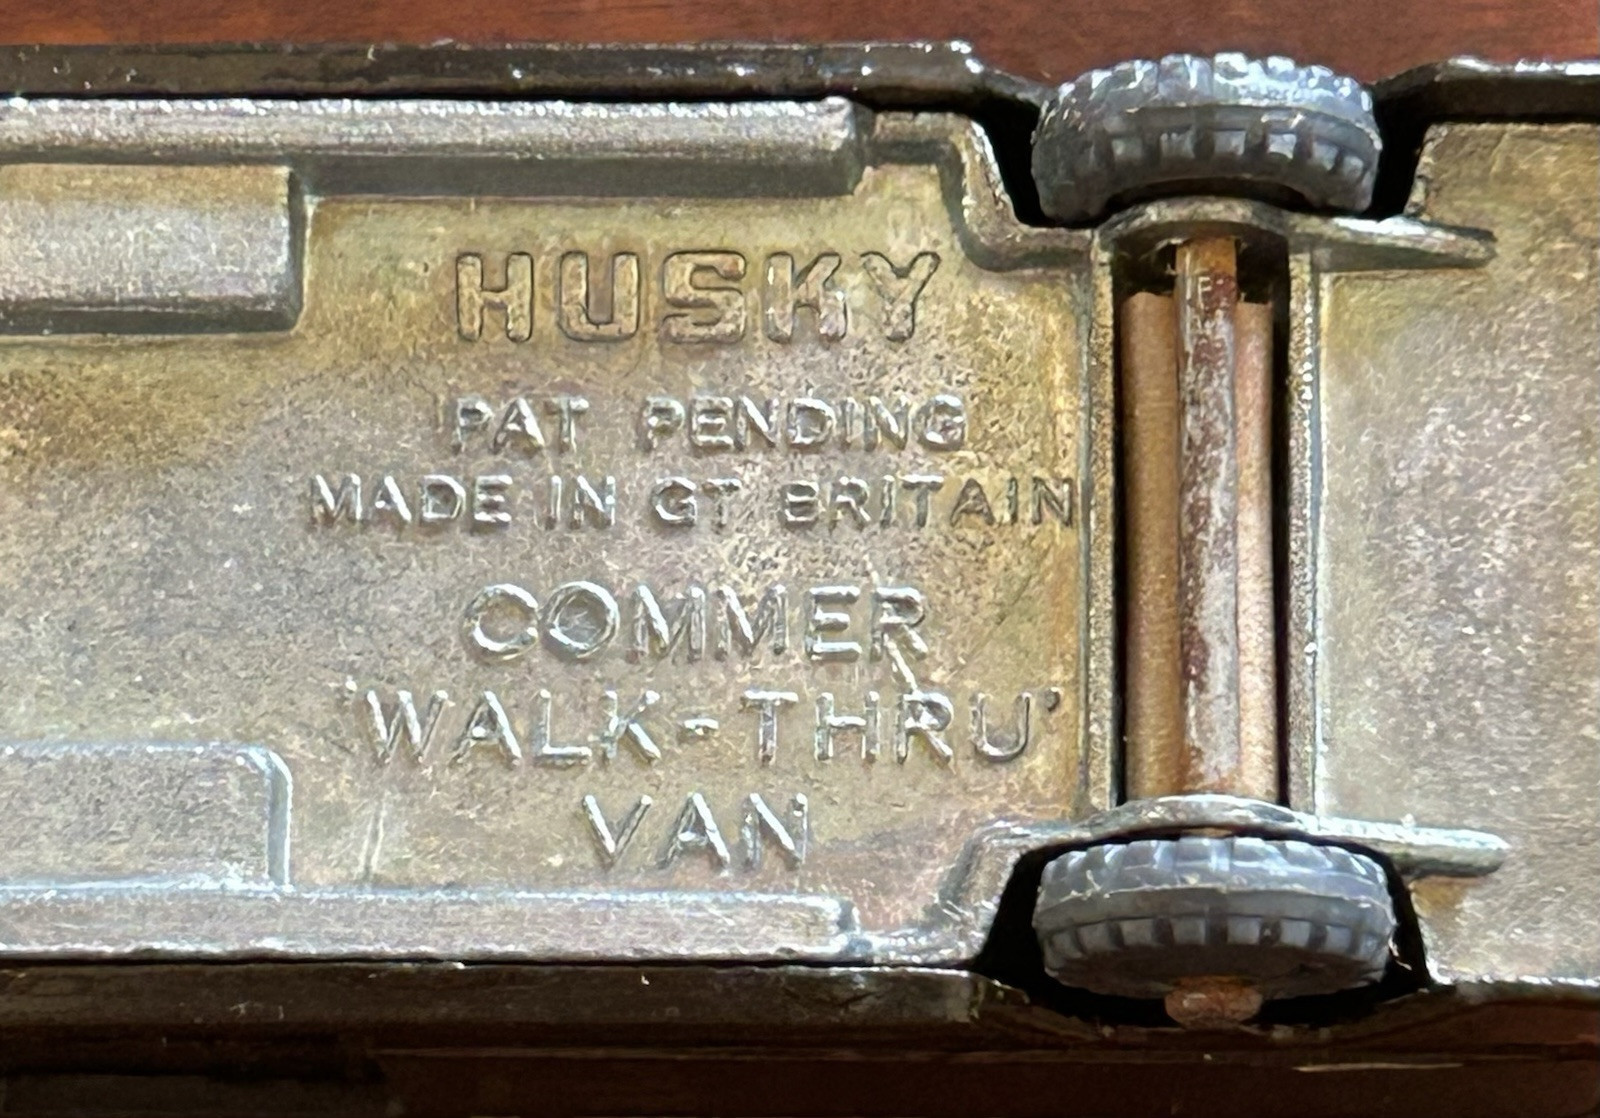 HUSKY
PAT PENDING
MADE IN GT BRITAIN
COMMER
'WALK-THRU'
VAN